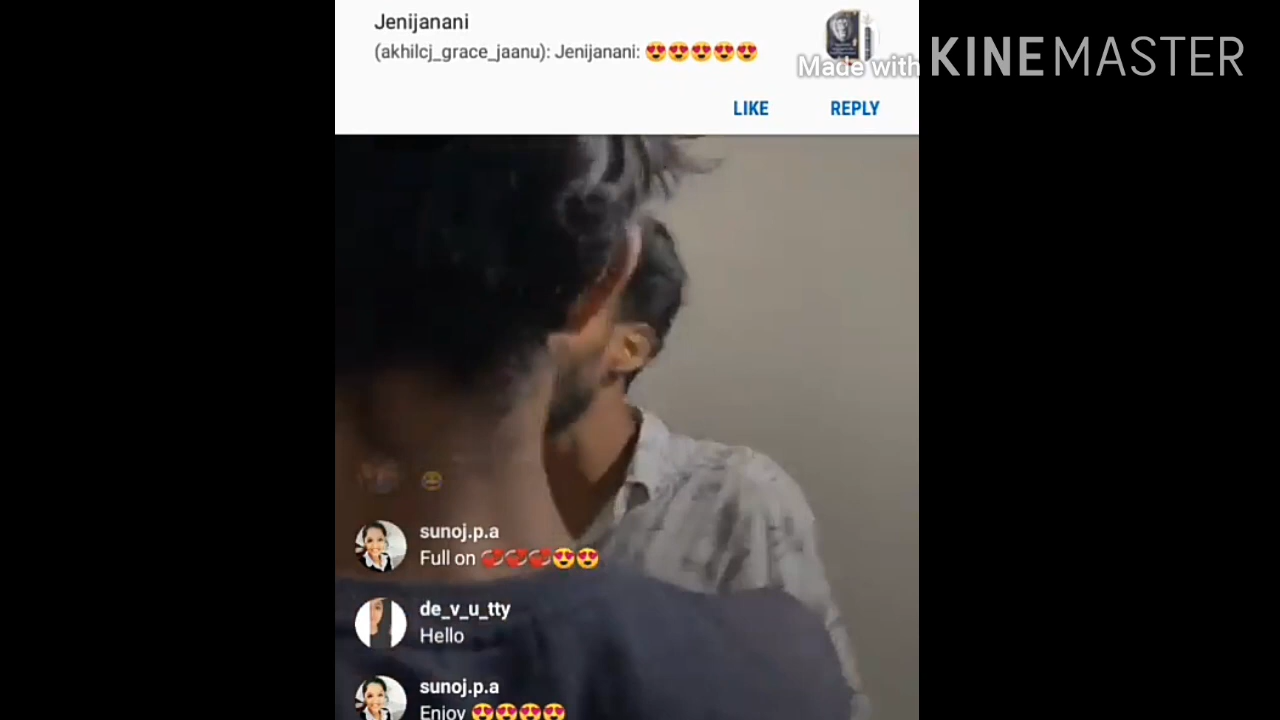 Jenijanani
(akhilcj_grace_jaanu): Jenijanani: 😍😍😍😍😍
Made with KINEMASTER
LIKE REPLY
sunoj.p.a
Full on 💞💞💞😍😍
de_v_u_tty
Hello
sunoj.p.a
Enjoy 😍😍😍😍